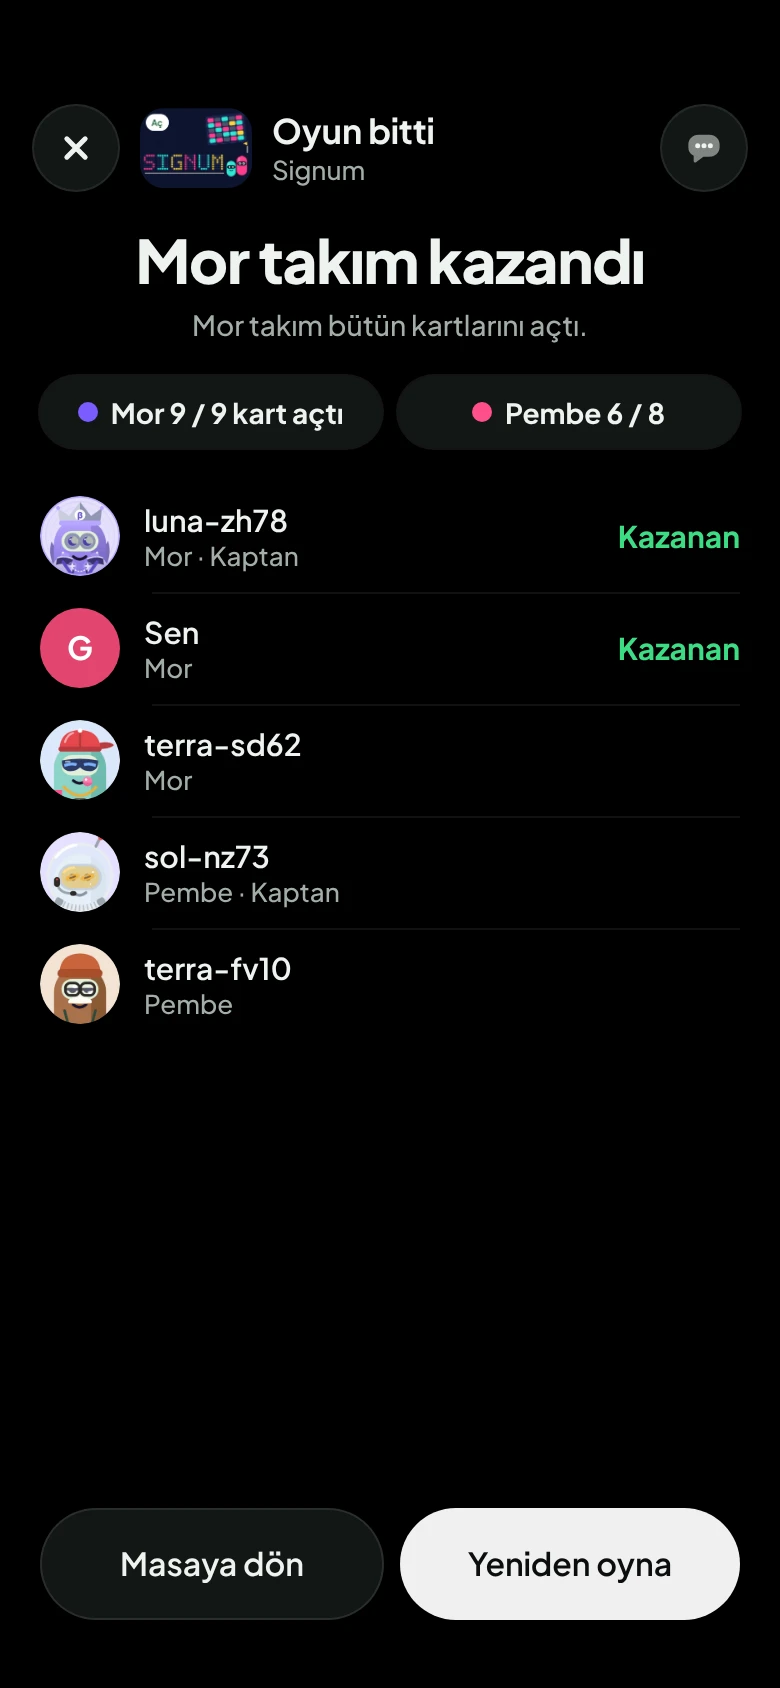 Aç
SIGNUM
Oyun bitti
Signum
Mor takım kazandı
Mor takım bütün kartlarını açtı.
Mor 9 / 9 kart açtı
Pembe 6 / 8
β
luna-zh78
Mor · Kaptan
Kazanan
G
Sen
Mor
Kazanan
terra-sd62
Mor
sol-nz73
Pembe · Kaptan
terra-fv10
Pembe
Masaya dön
Yeniden oyna